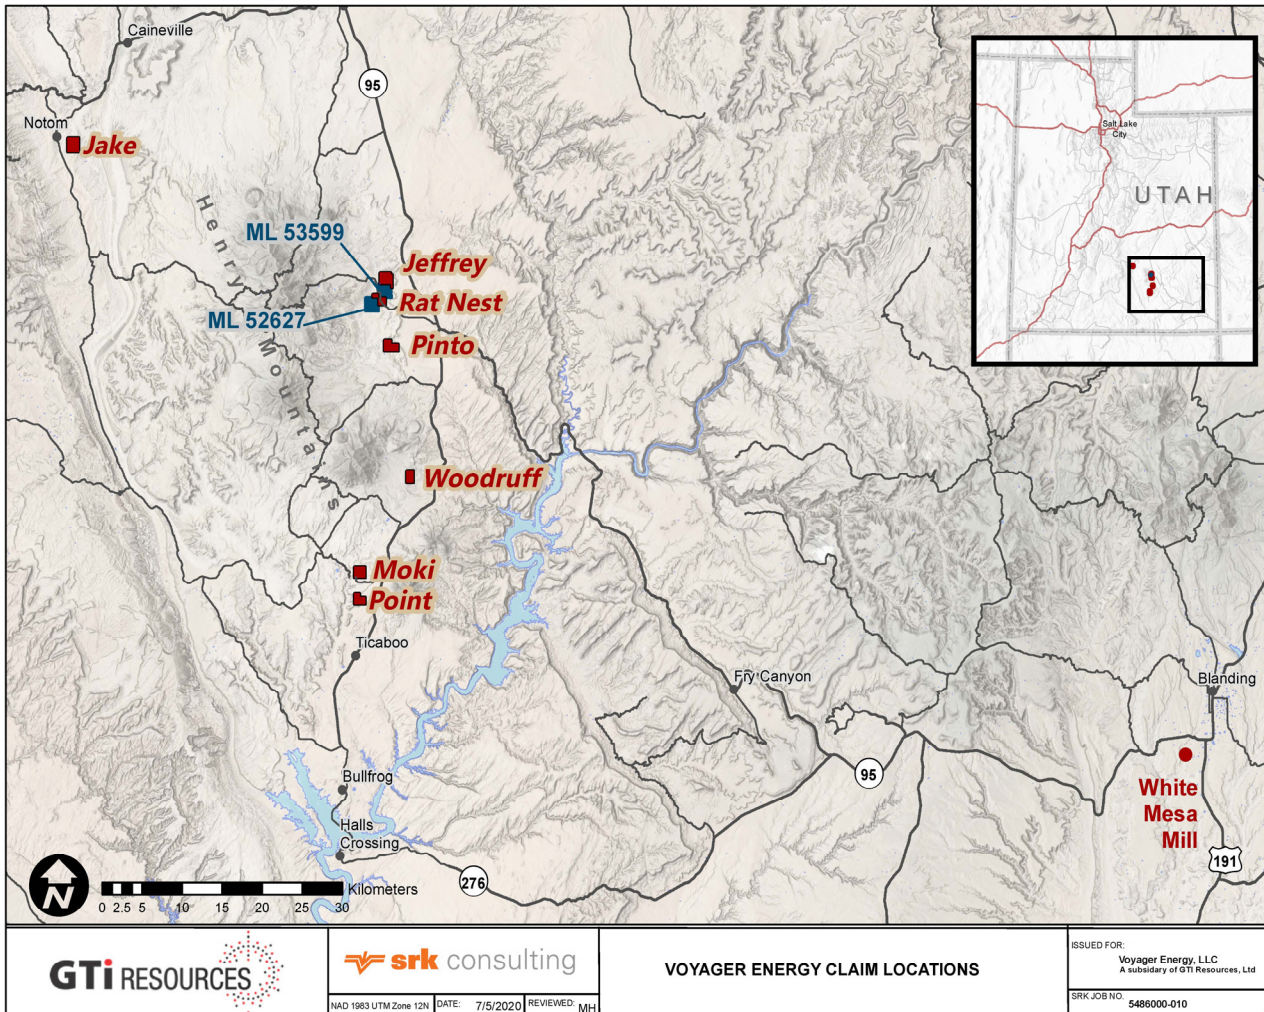 Caineville
95
Notom
Jake
Henry Mountains
ML 53599
Jeffrey
Rat Nest
ML 52627
Pinto
Woodruff
Moki
Point
Ticaboo
Fry Canyon
Blanding
Bullfrog
95
White
Mesa
Mill
Halls
Crossing
191
276
N
Kilometers
0 2.5 5 10 15 20 25 30
Salt Lake
City
UTAH
GTi RESOURCES
srk consulting
NAD 1983 UTM Zone 12N
DATE: 7/5/2020
REVIEWED: MH
VOYAGER ENERGY CLAIM LOCATIONS
ISSUED FOR:
Voyager Energy, LLC
A subsidary of GTI Resources, Ltd
SRK JOB NO.
5486000-010